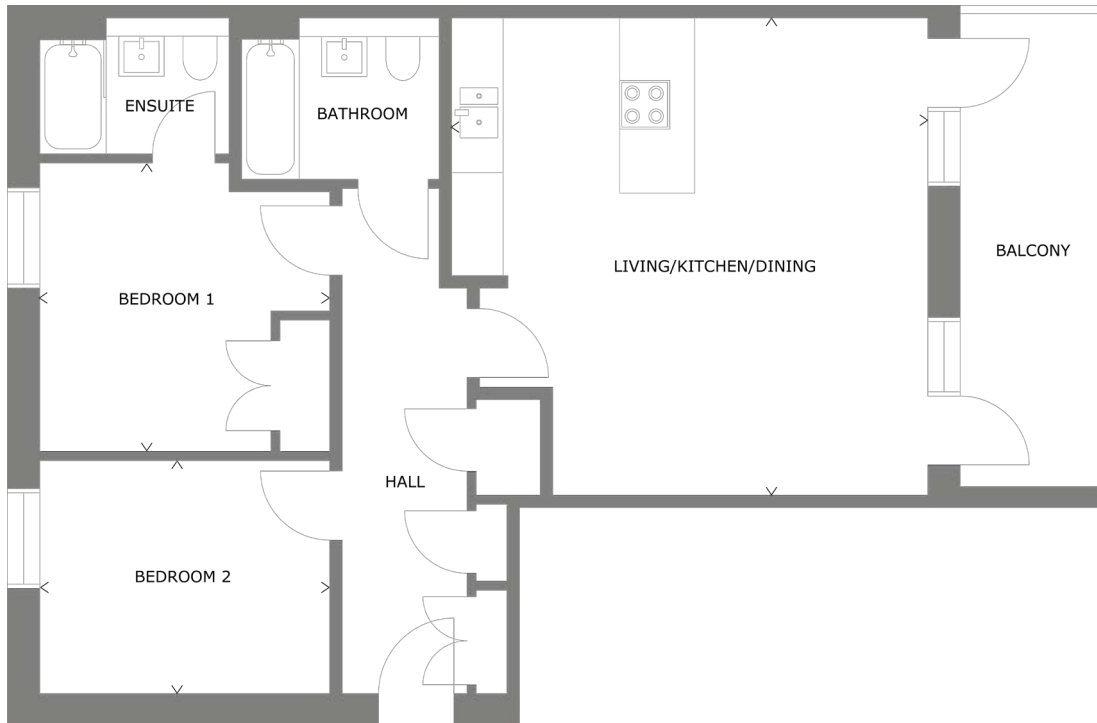 ENSUITE
BATHROOM
BALCONY
LIVING/KITCHEN/DINING
BEDROOM 1
HALL
BEDROOM 2